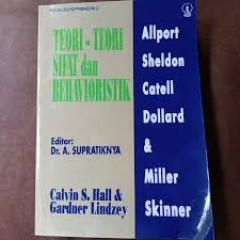 TEORI - TEORI
SIFAT dan
BEHAVIORISTIK
Editor:
Dr. A. SUPRATIKNYA
Calvin S. Hall &
Gardner Lindzey
Allport
Sheldon
Catell
Dollard
&
Miller
Skinner